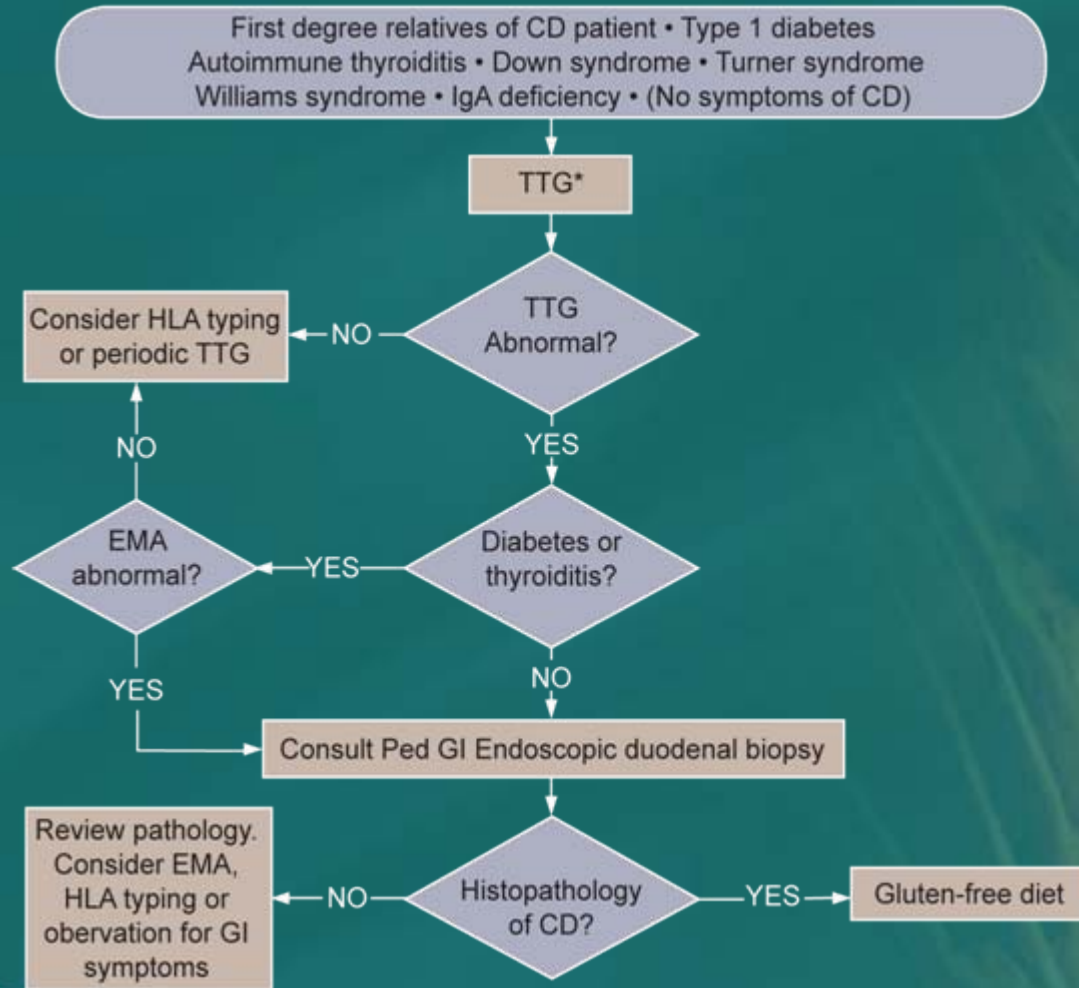 First degree relatives of CD patient • Type 1 diabetes
Autoimmune thyroiditis • Down syndrome • Turner syndrome
Williams syndrome • IgA deficiency • (No symptoms of CD)
TTG*
TTG
Abnormal?
NO
Consider HLA typing
or periodic TTG
YES
NO
Diabetes or
thyroiditis?
YES
EMA
abnormal?
NO
YES
Consult Ped GI Endoscopic duodenal biopsy
Histopathology
of CD?
NO
Review pathology.
Consider EMA,
HLA typing or
obervation for GI
symptoms
YES
Gluten-free diet